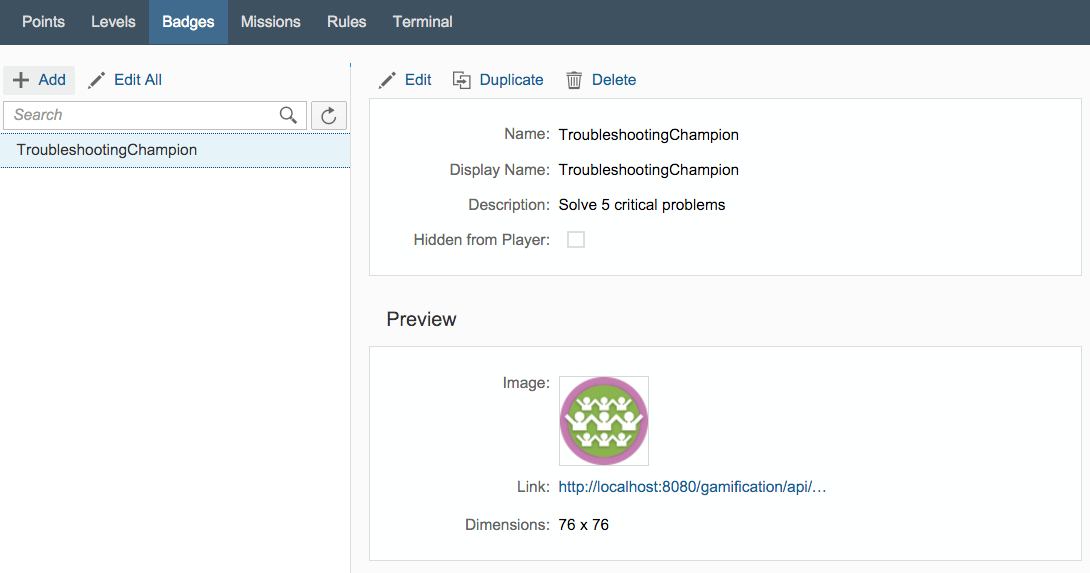 Points Levels Badges Missions Rules Terminal
Add Edit All
Search
TroubleshootingChampion
Edit Duplicate Delete
Name: TroubleshootingChampion
Display Name: TroubleshootingChampion
Description: Solve 5 critical problems
Hidden from Player:
Preview
Image:
Link: http://localhost:8080/gamification/api/…
Dimensions: 76 x 76